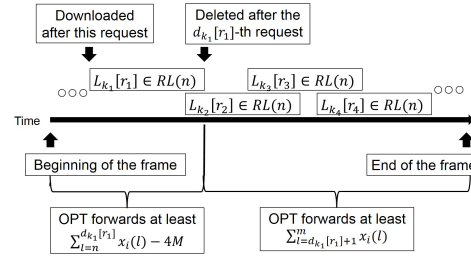 Downloaded
after this request
Deleted after the
$d_{k_1}[r_1]$-th request
$L_{k_1}[r_1] \in RL(n)$
$L_{k_3}[r_3] \in RL(n)$
$L_{k_2}[r_2] \in RL(n)$
$L_{k_4}[r_4] \in RL(n)$
Time
Beginning of the frame
End of the frame
OPT forwards at least
$\sum_{l=n}^{d_{k_1}[r_1]} x_i(l) - 4M$
OPT forwards at least
$\sum_{l=d_{k_1}[r_1]+1}^{m} x_i(l)$